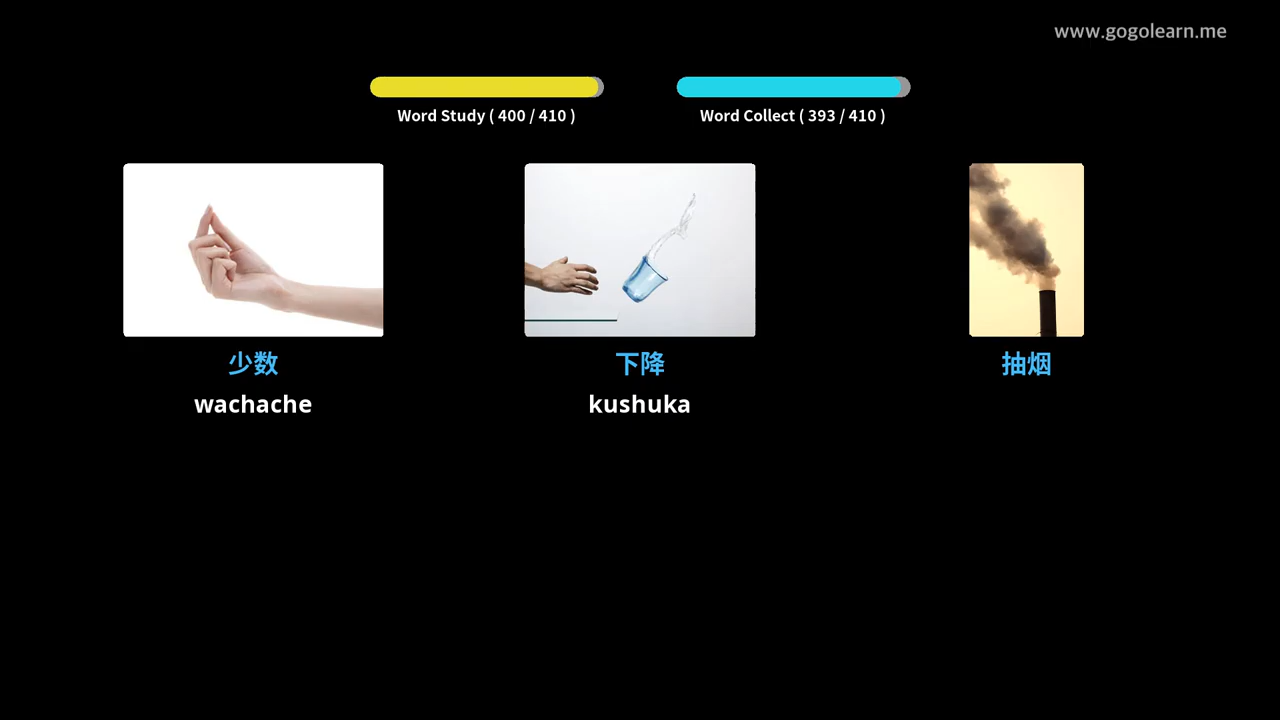 www.gogolearn.me
Word Study ( 400 / 410 )
Word Collect ( 393 / 410 )
少数
wachache
下降
kushuka
抽烟